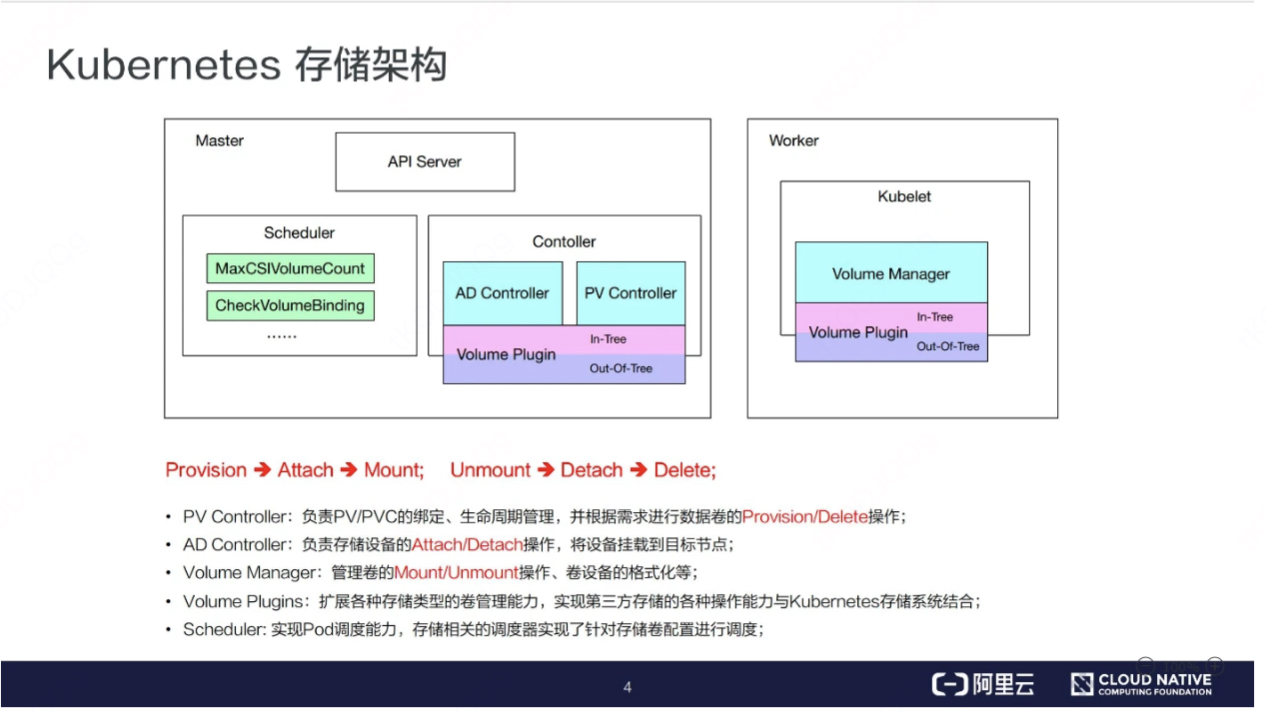 Kubernetes 存储架构
Master
API Server
Scheduler
MaxCSIVolumeCount
CheckVolumeBinding
......
Contoller
AD Controller
PV Controller
Volume Plugin
In-Tree
Out-Of-Tree
Worker
Kubelet
Volume Manager
Volume Plugin
In-Tree
Out-Of-Tree
Provision ➔ Attach ➔ Mount; Unmount ➔ Detach ➔ Delete;
• PV Controller：负责PV/PVC的绑定、生命周期管理，并根据需求进行数据卷的Provision/Delete操作；
• AD Controller：负责存储设备的Attach/Detach操作，将设备挂载到目标节点；
• Volume Manager：管理卷的Mount/Unmount操作、卷设备的格式化等；
• Volume Plugins：扩展各种存储类型的卷管理能力，实现第三方存储的各种操作能力与Kubernetes存储系统结合；
• Scheduler: 实现Pod调度能力，存储相关的调度器实现了针对存储卷配置进行调度；
4
阿里云
CLOUD NATIVE
COMPUTING FOUNDATION